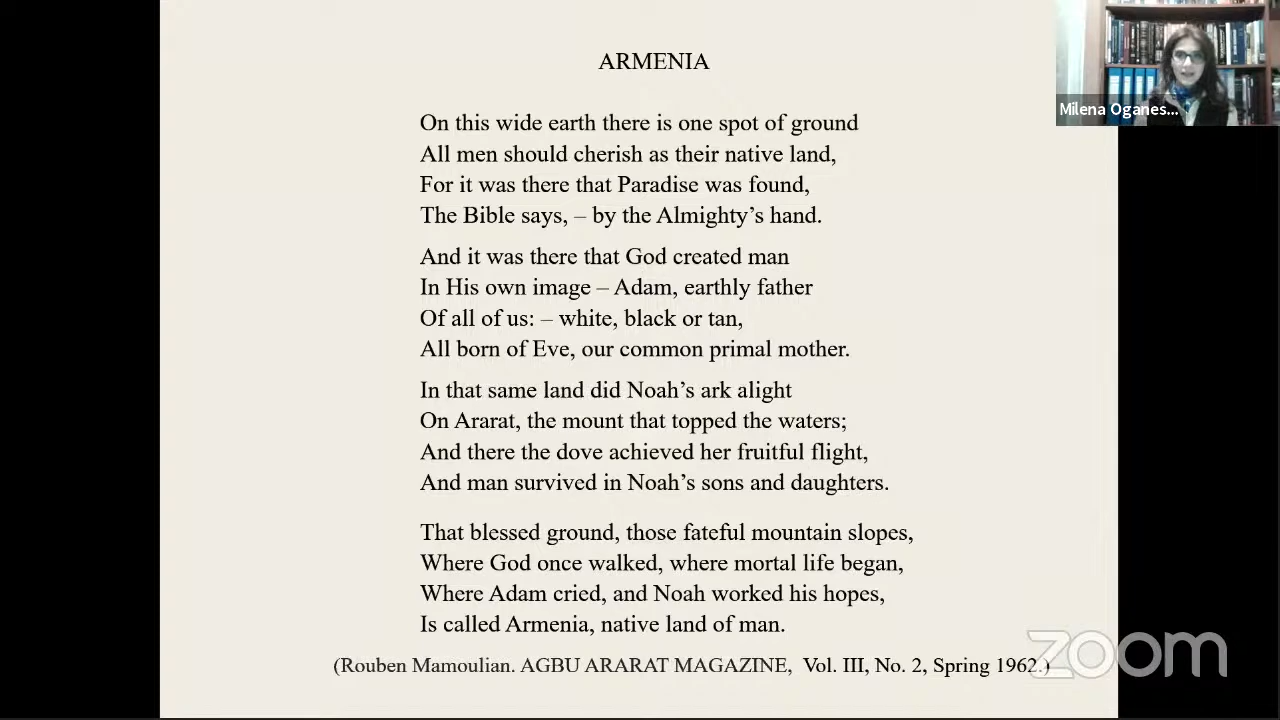 ARMENIA
On this wide earth there is one spot of ground
All men should cherish as their native land,
For it was there that Paradise was found,
The Bible says, – by the Almighty’s hand.
And it was there that God created man
In His own image – Adam, earthly father
Of all of us: – white, black or tan,
All born of Eve, our common primal mother.
In that same land did Noah’s ark alight
On Ararat, the mount that topped the waters;
And there the dove achieved her fruitful flight,
And man survived in Noah’s sons and daughters.
That blessed ground, those fateful mountain slopes,
Where God once walked, where mortal life began,
Where Adam cried, and Noah worked his hopes,
Is called Armenia, native land of man.
(Rouben Mamoulian. AGBU ARARAT MAGAZINE, Vol. III, No. 2, Spring 1962.)
Milena Oganes...
zoom